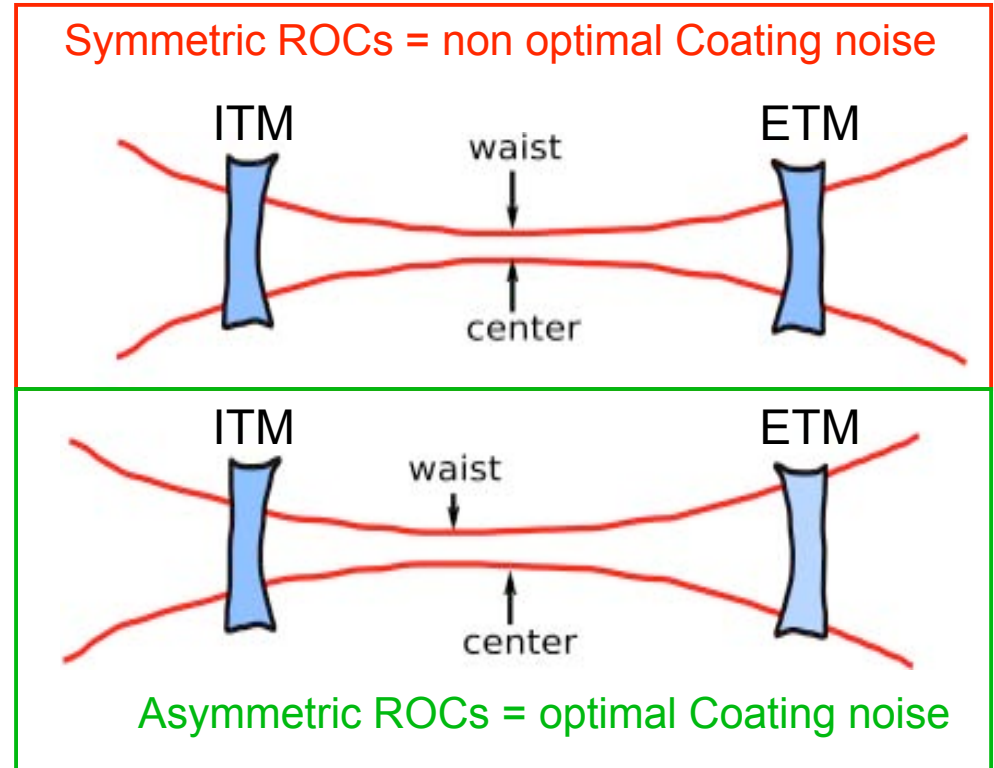 Symmetric ROCs = non optimal Coating noise
ITM
ETM
waist
center
ITM
ETM
waist
center
Asymmetric ROCs = optimal Coating noise